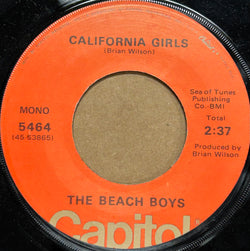 CALIFORNIA GIRLS
(Brian Wilson)
MONO
5464
(45-53865)
Sea of Tunes
Publishing
Co.-BMI
Total
2:37
Produced by
Brian Wilson
THE BEACH BOYS
Capitol